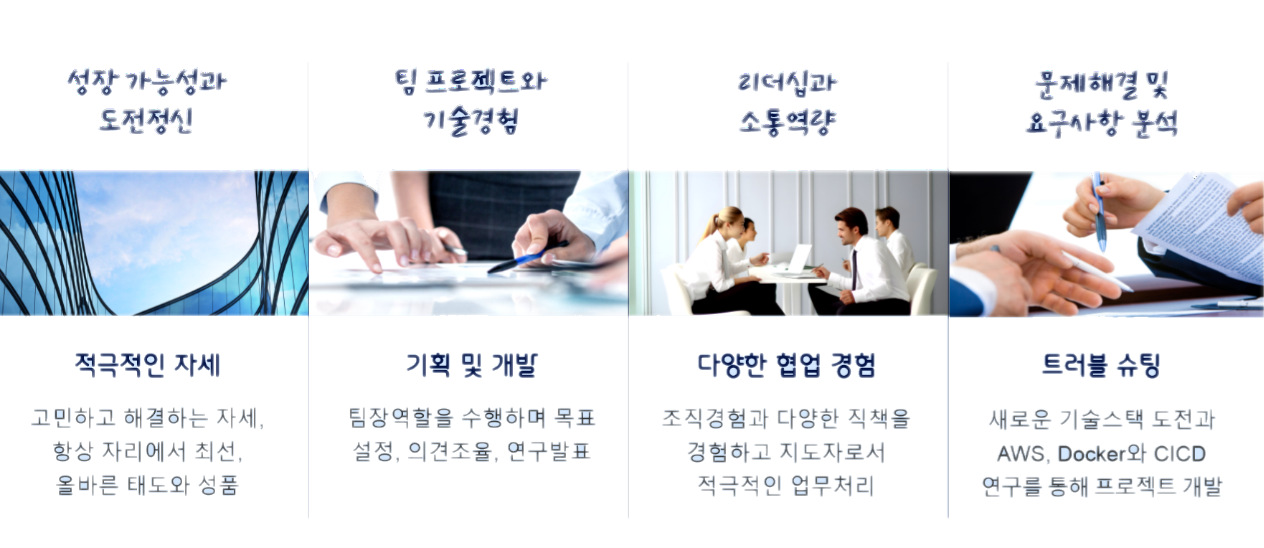 성장 가능성과
도전정신
팀 프로젝트와
기술경험
리더십과
소통역량
문제해결 및
요구사항 분석
적극적인 자세
고민하고 해결하는 자세,
항상 자리에서 최선,
올바른 태도와 성품
기획 및 개발
팀장역할을 수행하며 목표
설정, 의견조율, 연구발표
다양한 협업 경험
조직경험과 다양한 직책을
경험하고 지도자로서
적극적인 업무처리
트러블 슈팅
새로운 기술스택 도전과
AWS, Docker와 CICD
연구를 통해 프로젝트 개발